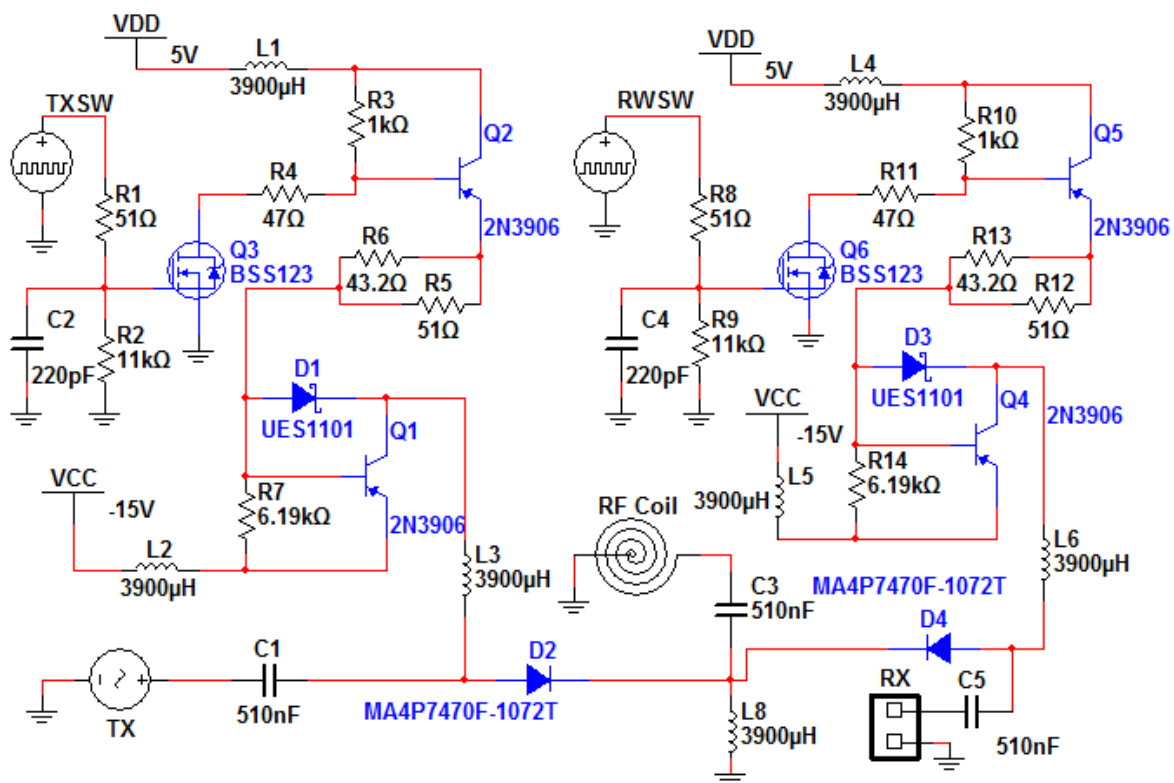 VDD
5V
L1
3900µH
TXSW
R3
1kΩ
Q2
R1
51Ω
R4
47Ω
2N3906
Q3
BSS123
R6
43.2Ω
R5
51Ω
C2
220pF
R2
11kΩ
D1
UES1101
Q1
VCC
-15V
R7
6.19kΩ
2N3906
L2
3900µH
L3
3900µH
C1
510nF
TX
D2
MA4P7470F-1072T
VDD
5V
L4
3900µH
RWSW
R10
1kΩ
Q5
R8
51Ω
R11
47Ω
2N3906
Q6
BSS123
R13
43.2Ω
R12
51Ω
C4
220pF
R9
11kΩ
D3
UES1101
Q4
2N3906
VCC
-15V
L5
3900µH
R14
6.19kΩ
RF Coil
C3
510nF
L6
3900µH
MA4P7470F-1072T
D4
RX
C5
510nF
L8
3900µH